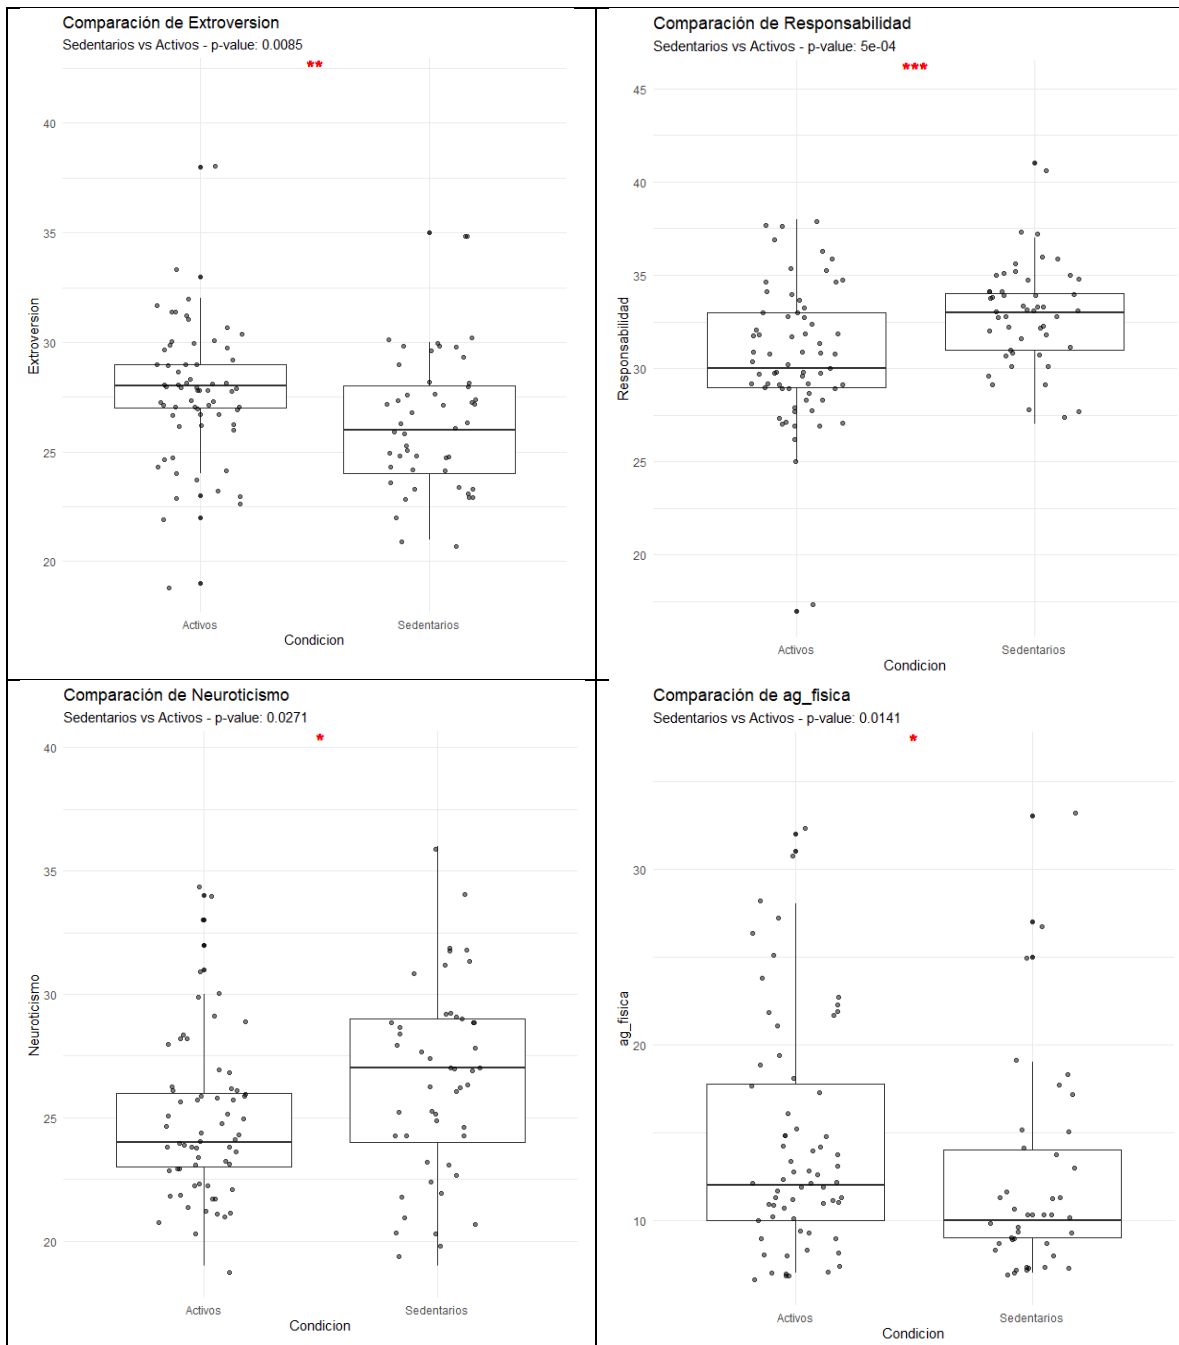 Comparación de Extroversion
Sedentarios vs Activos - p-value: 0.0085
**
40
35
30
25
20
Extroversion
Activos
Sedentarios
Condicion
Comparación de Responsabilidad
Sedentarios vs Activos - p-value: 5e-04
***
45
40
35
30
25
20
Responsabilidad
Activos
Sedentarios
Condicion
Comparación de Neuroticismo
Sedentarios vs Activos - p-value: 0.0271
*
40
35
30
25
20
Neuroticismo
Activos
Sedentarios
Condicion
Comparación de ag_fisica
Sedentarios vs Activos - p-value: 0.0141
*
30
20
10
ag_fisica
Activos
Sedentarios
Condicion